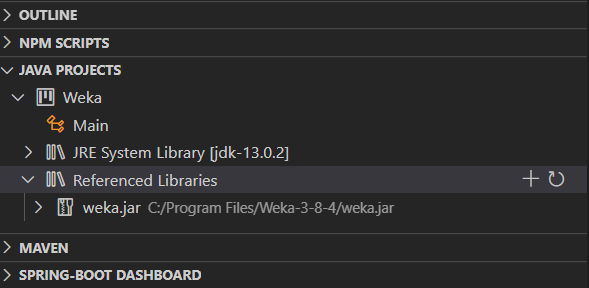 OUTLINE
NPM SCRIPTS
JAVA PROJECTS
Weka
Main
JRE System Library [jdk-13.0.2]
Referenced Libraries
weka.jar C:/Program Files/Weka-3-8-4/weka.jar
MAVEN
SPRING-BOOT DASHBOARD